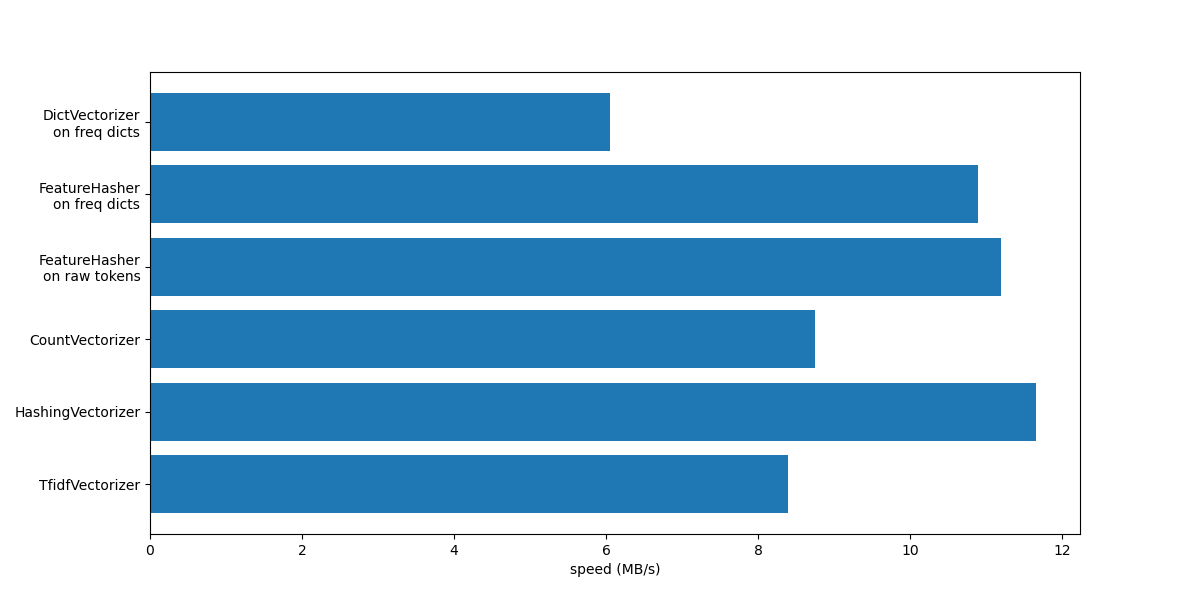 DictVectorizer
on freq dicts
FeatureHasher
on freq dicts
FeatureHasher
on raw tokens
CountVectorizer
HashingVectorizer
TfidfVectorizer
0 2 4 6 8 10 12
speed (MB/s)